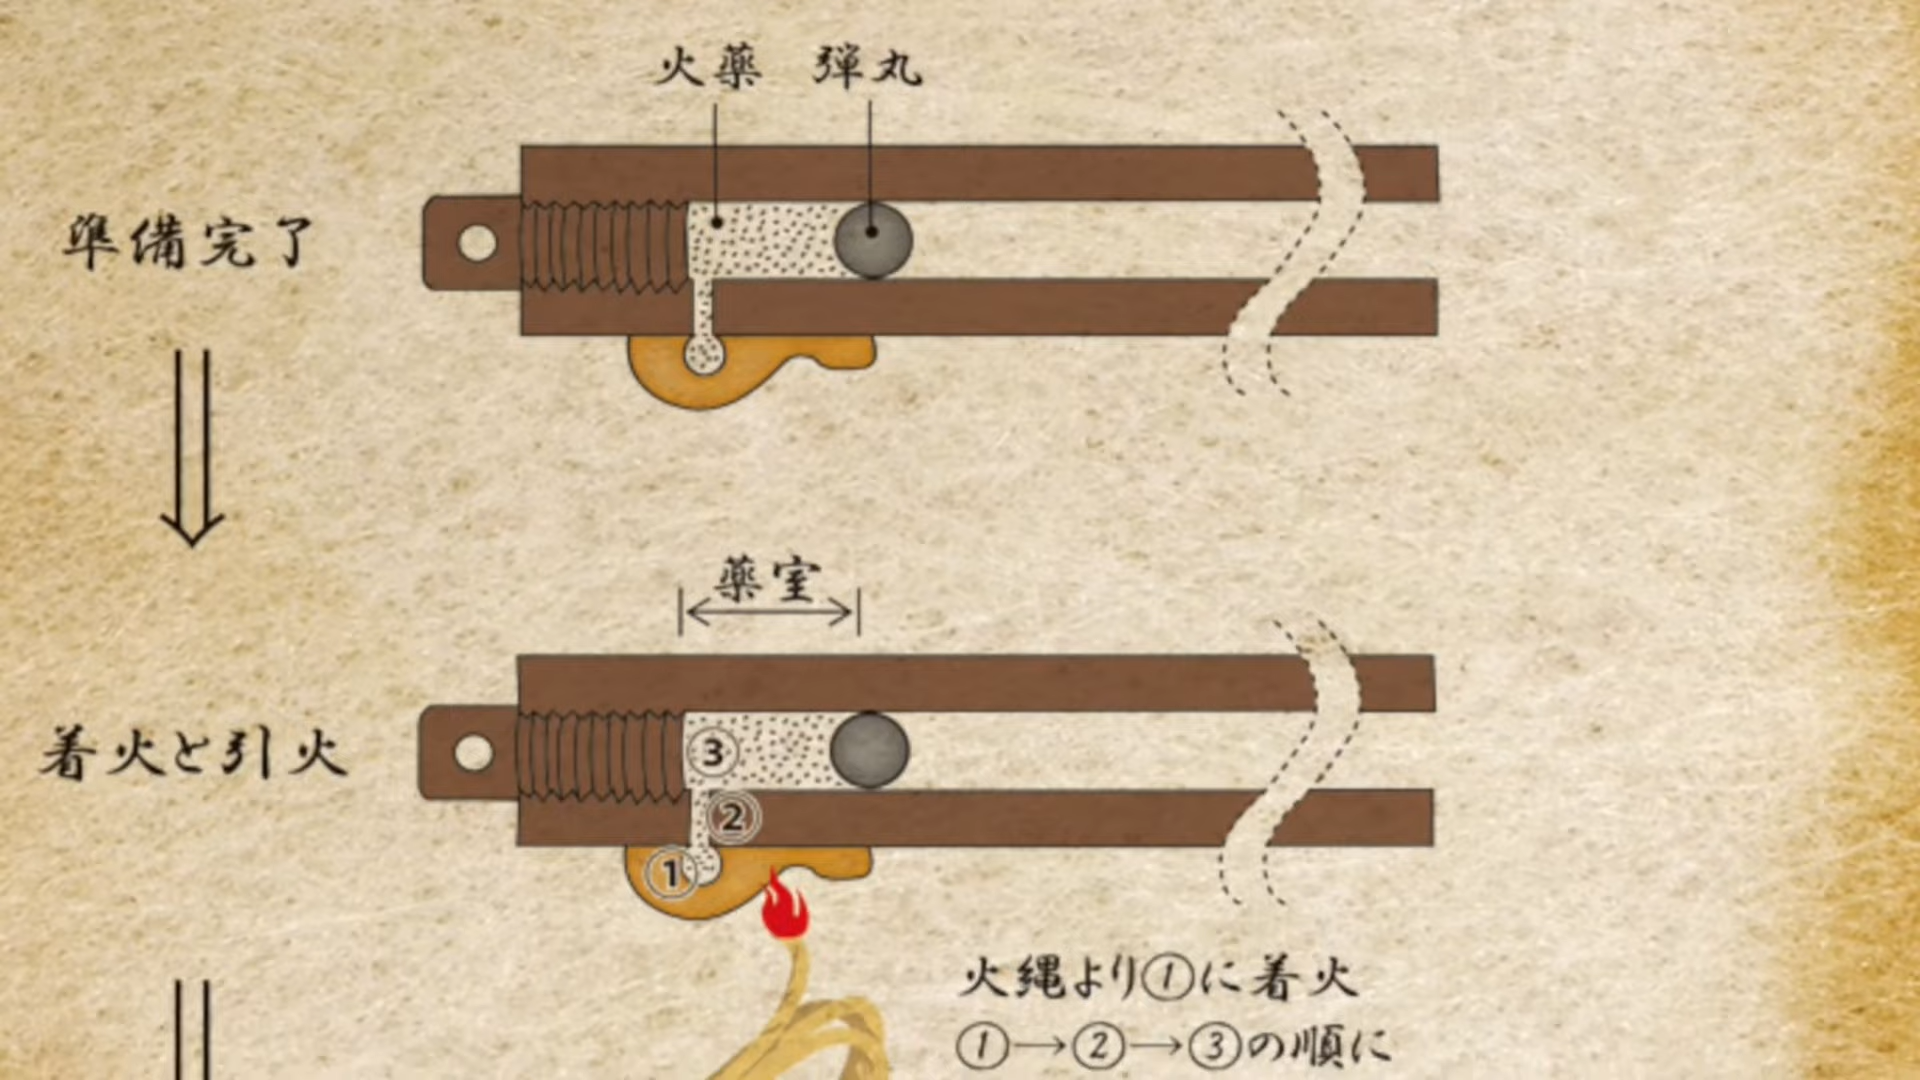 火薬 弾丸
準備完了
薬室
着火と引火
③
②
①
火縄より①に着火
①→②→③の順に